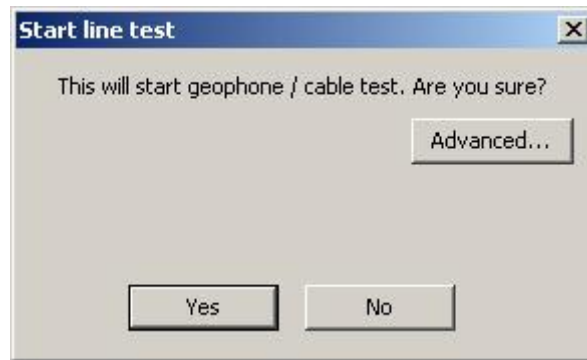 Start line test
This will start geophone / cable test. Are you sure?
Advanced...
Yes
No